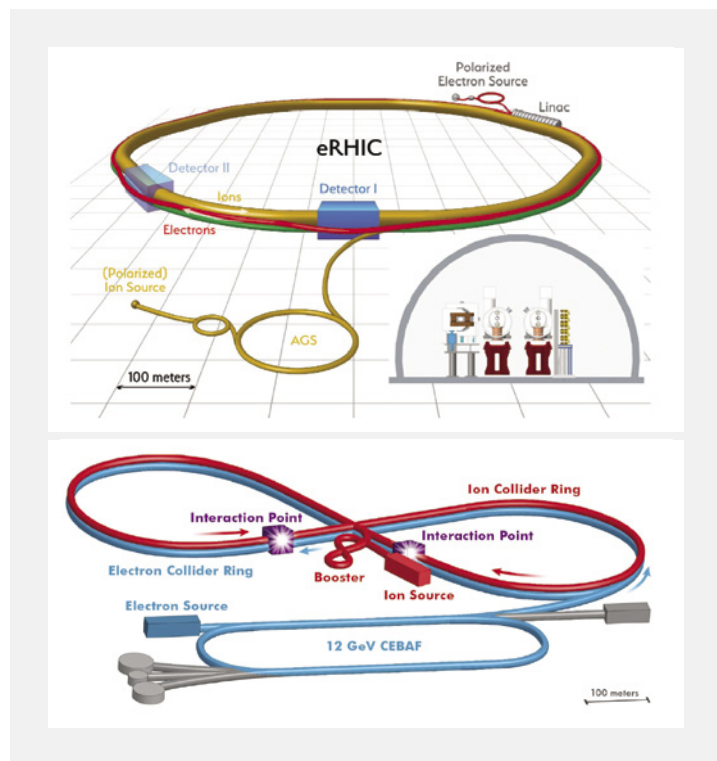 Polarized
Electron Source
Linac
eRHIC
Detector II
Detector I
Ions
Electrons
(Polarized)
Ion Source
AGS
100 meters
Ion Collider Ring
Interaction Point
Interaction Point
Electron Collider Ring
Booster
Ion Source
Electron Source
12 GeV CEBAF
100 meters